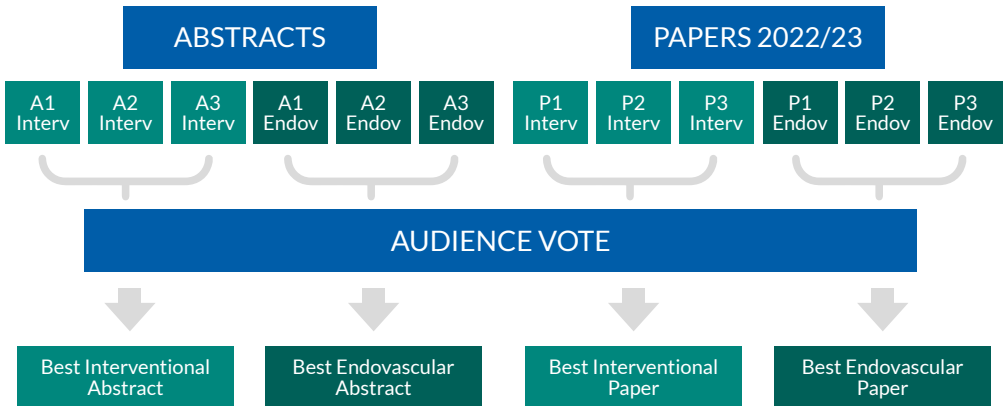 ABSTRACTS
PAPERS 2022/23
A1
Interv
A2
Interv
A3
Interv
A1
Endov
A2
Endov
A3
Endov
P1
Interv
P2
Interv
P3
Interv
P1
Endov
P2
Endov
P3
Endov
AUDIENCE VOTE
Best Interventional
Abstract
Best Endovascular
Abstract
Best Interventional
Paper
Best Endovascular
Paper